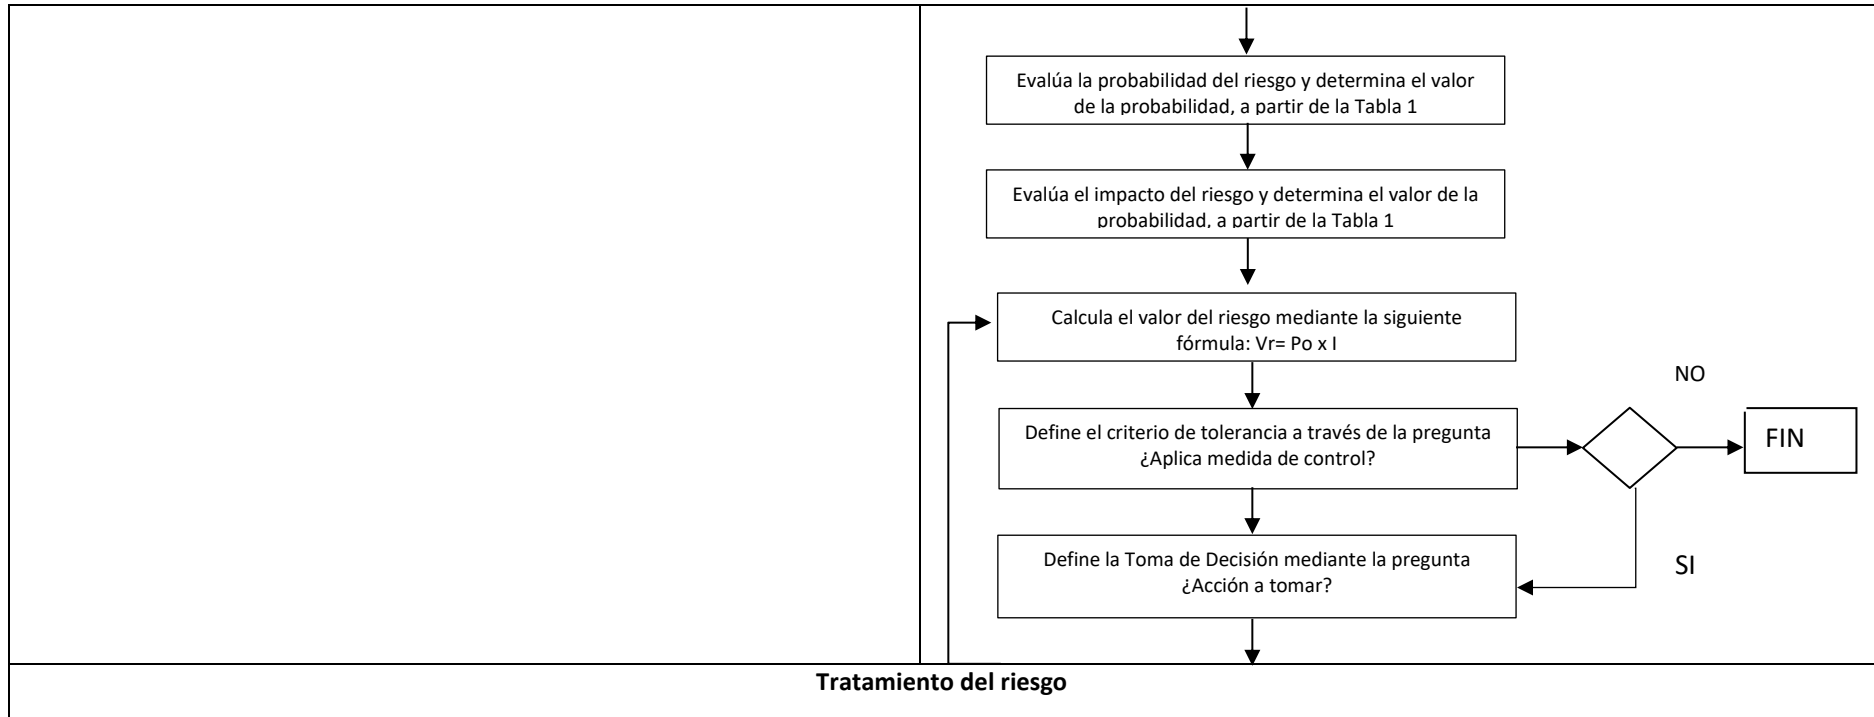 Evalúa la probabilidad del riesgo y determina el valor
de la probabilidad, a partir de la Tabla 1
Evalúa el impacto del riesgo y determina el valor de la
probabilidad, a partir de la Tabla 1
Calcula el valor del riesgo mediante la siguiente
fórmula: Vr= Po x I
NO
Define el criterio de tolerancia a través de la pregunta
¿Aplica medida de control?
FIN
Define la Toma de Decisión mediante la pregunta
¿Acción a tomar?
SI
Tratamiento del riesgo